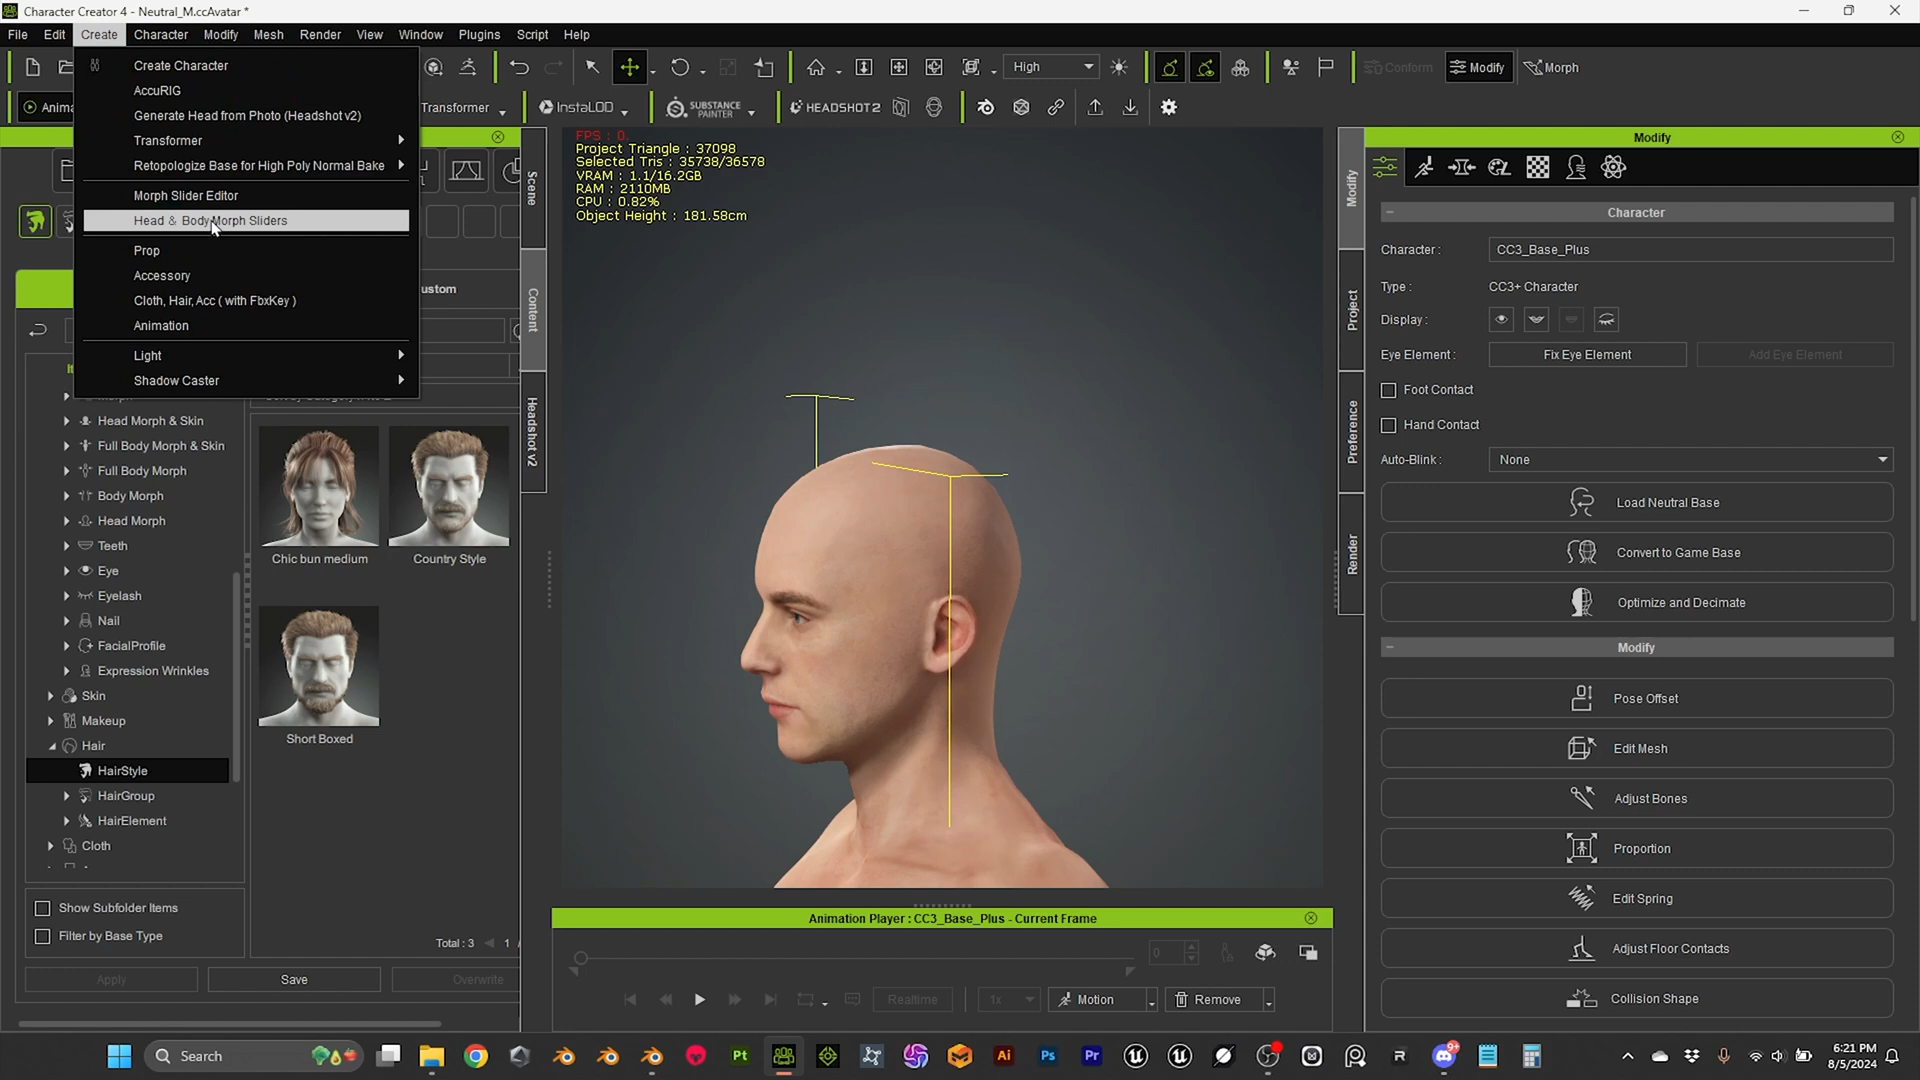 Character Creator 4 - Neutral_M.ccAvatar *
File Edit Create Character Modify Mesh Render View Window Plugins Script Help
High
Conform
Modify
Morph
Anima
Transformer
InstaLOD
SUBSTANCE PAINTER
HEADSHOT 2
Create Character
AccuRIG
Generate Head from Photo (Headshot v2)
Transformer
Retopologize Base for High Poly Normal Bake
Morph Slider Editor
Head & Body Morph Sliders
Prop
Accessory
Cloth, Hair, Acc ( with FbxKey )
Animation
Light
Shadow Caster
ustom
Head Morph & Skin
Full Body Morph & Skin
Full Body Morph
Body Morph
Head Morph
Teeth
Eye
Eyelash
Nail
FacialProfile
Expression Wrinkles
Skin
Makeup
Hair
HairStyle
HairGroup
HairElement
Cloth
Show Subfolder Items
Filter by Base Type
Chic bun medium
Country Style
Short Boxed
Total : 3
1
Apply
Save
Overwrite
Scene
Content
Headshot v2
FPS : 0.
Project Triangle : 37098
Selected Tris : 35738/36578
VRAM : 1.1/16.2GB
RAM : 2110MB
CPU : 0.82%
Object Height : 181.58cm
Animation Player : CC3_Base_Plus - Current Frame
0
Realtime
1x
Motion
Remove
Modify
Project
Preference
Render
Modify
Character
Character :
CC3_Base_Plus
Type :
CC3+ Character
Display :
Eye Element :
Fix Eye Element
Add Eye Element
Foot Contact
Hand Contact
Auto-Blink :
None
Load Neutral Base
Convert to Game Base
Optimize and Decimate
Modify
Pose Offset
Edit Mesh
Adjust Bones
Proportion
Edit Spring
Adjust Floor Contacts
Collision Shape
Search
Pt
Ai
Ps
Pr
9+
6:21 PM
8/5/2024